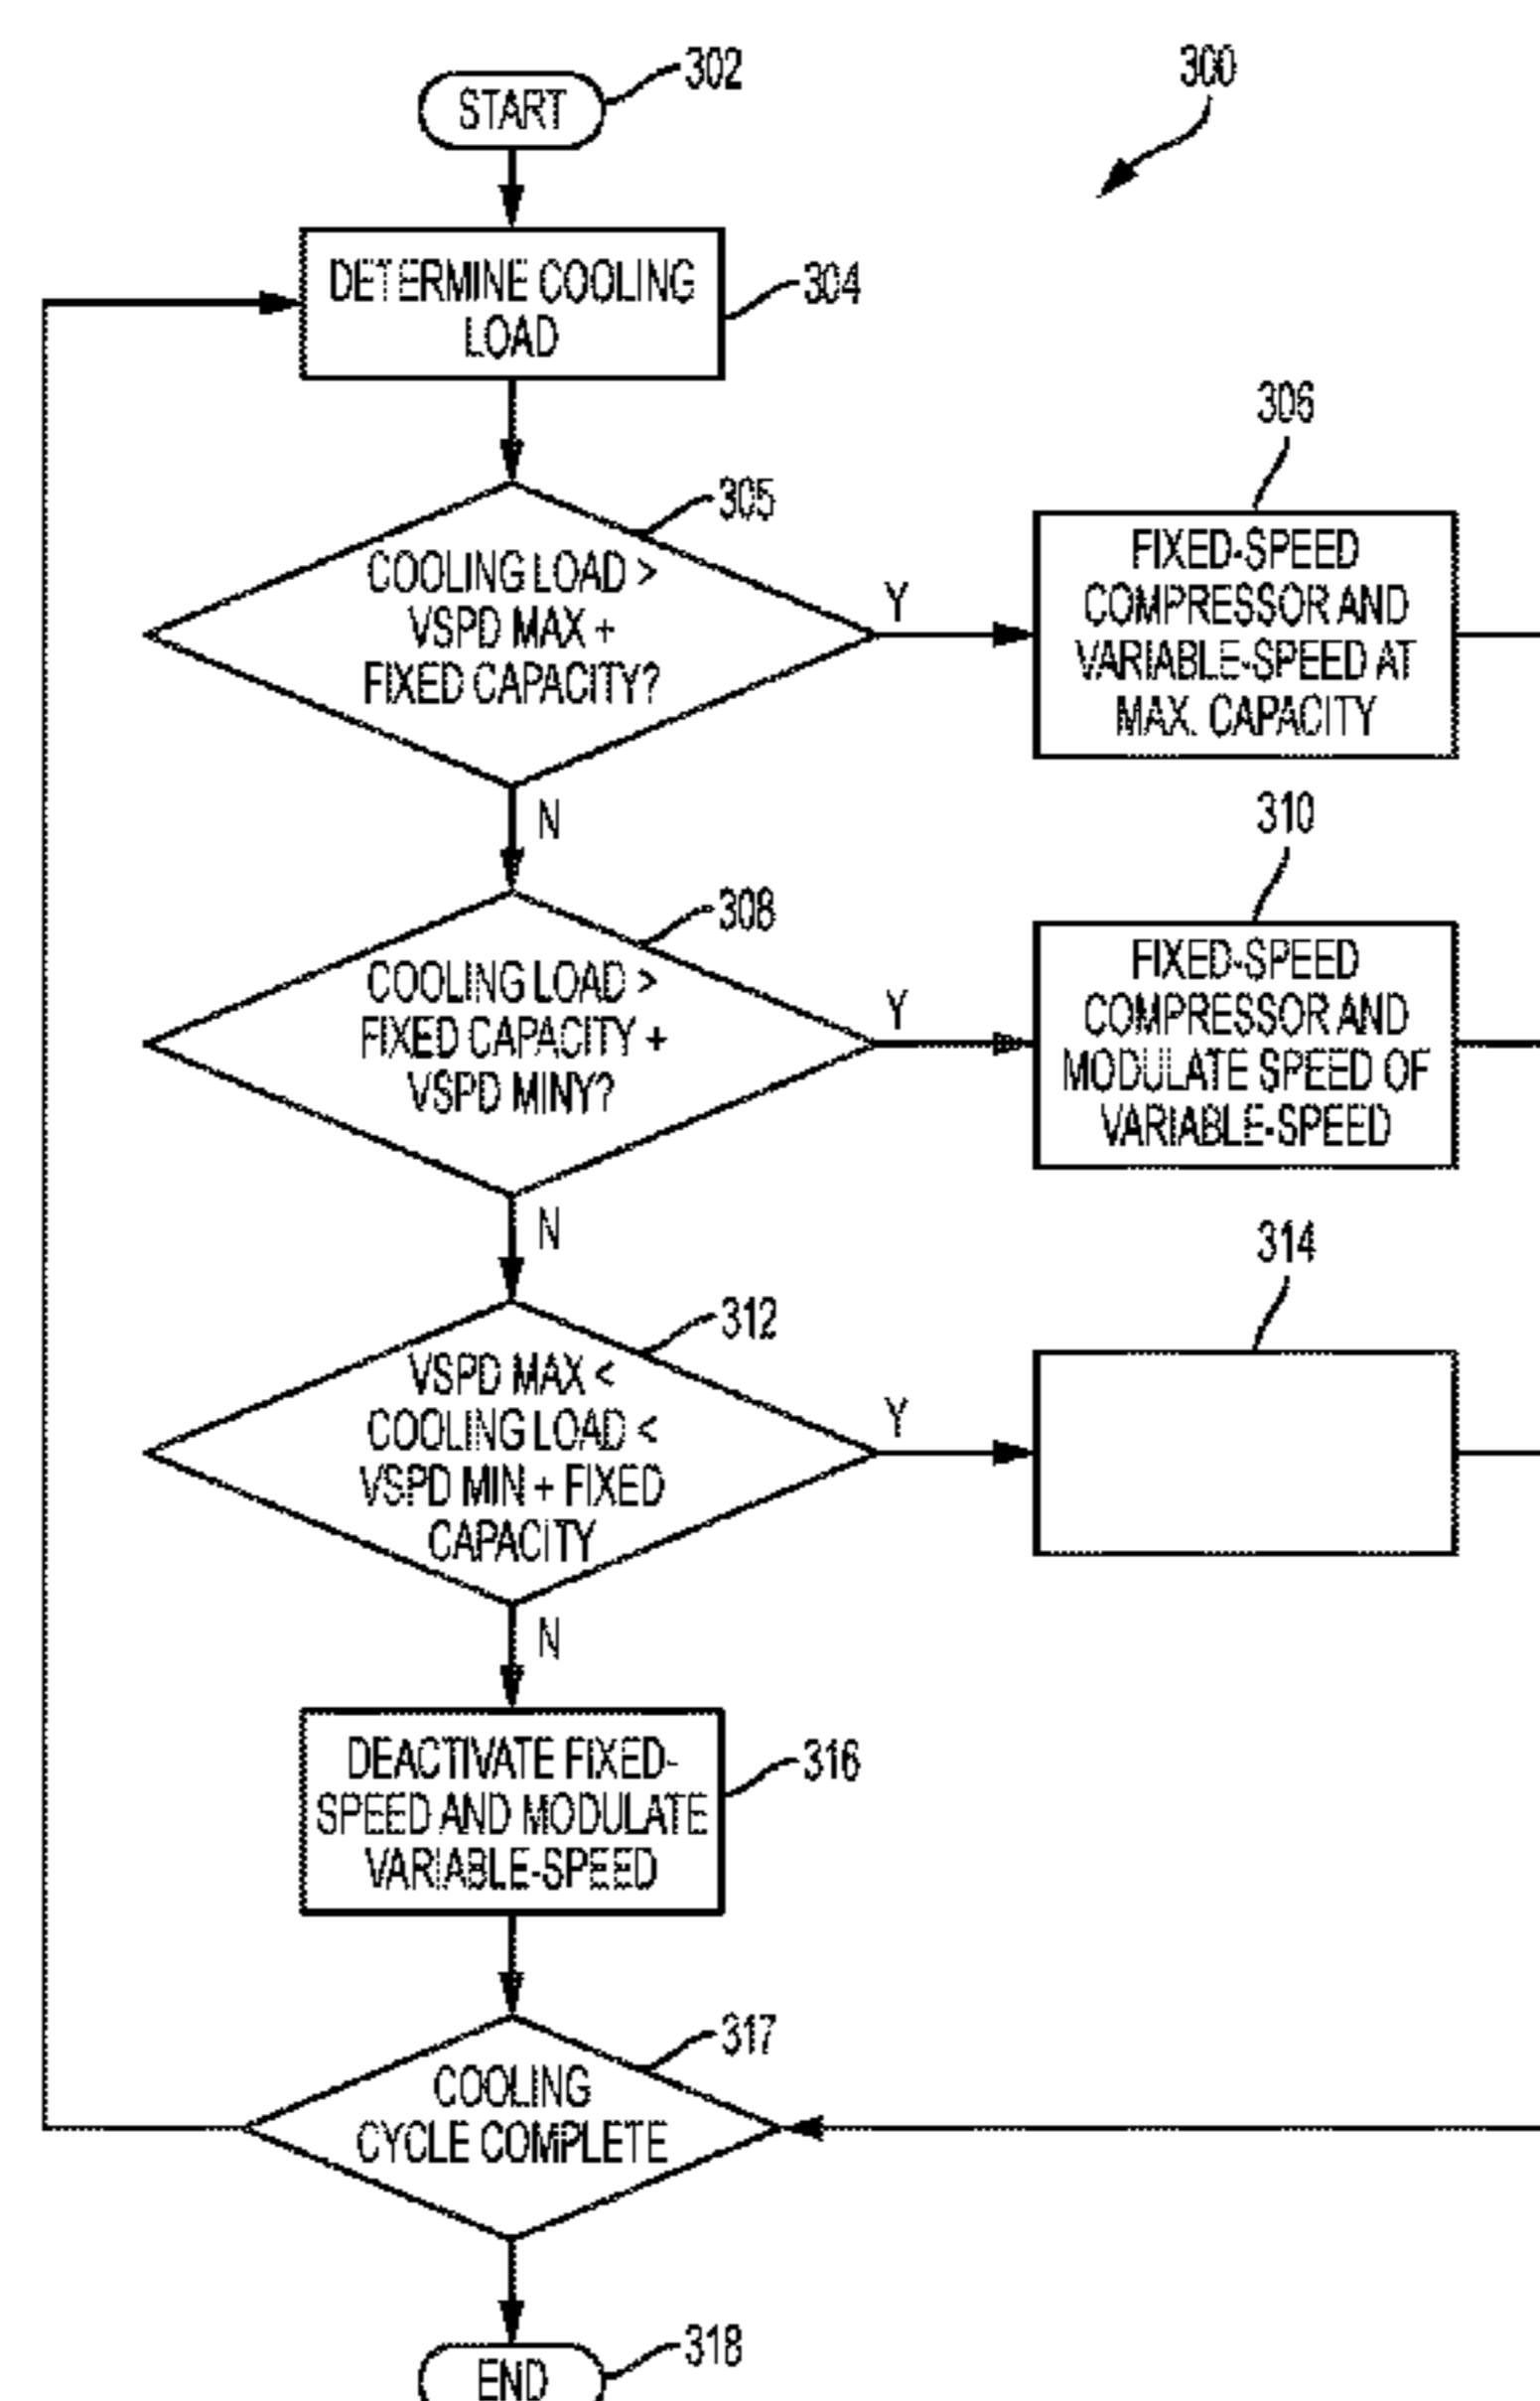 302
START
300
DETERMINE COOLING
LOAD
304
306
305
COOLING LOAD >
VSPD MAX +
FIXED CAPACITY?
Y
FIXED-SPEED
COMPRESSOR AND
VARIABLE-SPEED AT
MAX. CAPACITY
N
310
308
COOLING LOAD >
FIXED CAPACITY +
VSPD MINY?
Y
FIXED-SPEED
COMPRESSOR AND
MODULATE SPEED OF
VARIABLE-SPEED
N
314
312
VSPD MAX <
COOLING LOAD <
VSPD MIN + FIXED
CAPACITY
Y
N
DEACTIVATE FIXED-
SPEED AND MODULATE
VARIABLE-SPEED
316
317
COOLING
CYCLE COMPLETE
318
END